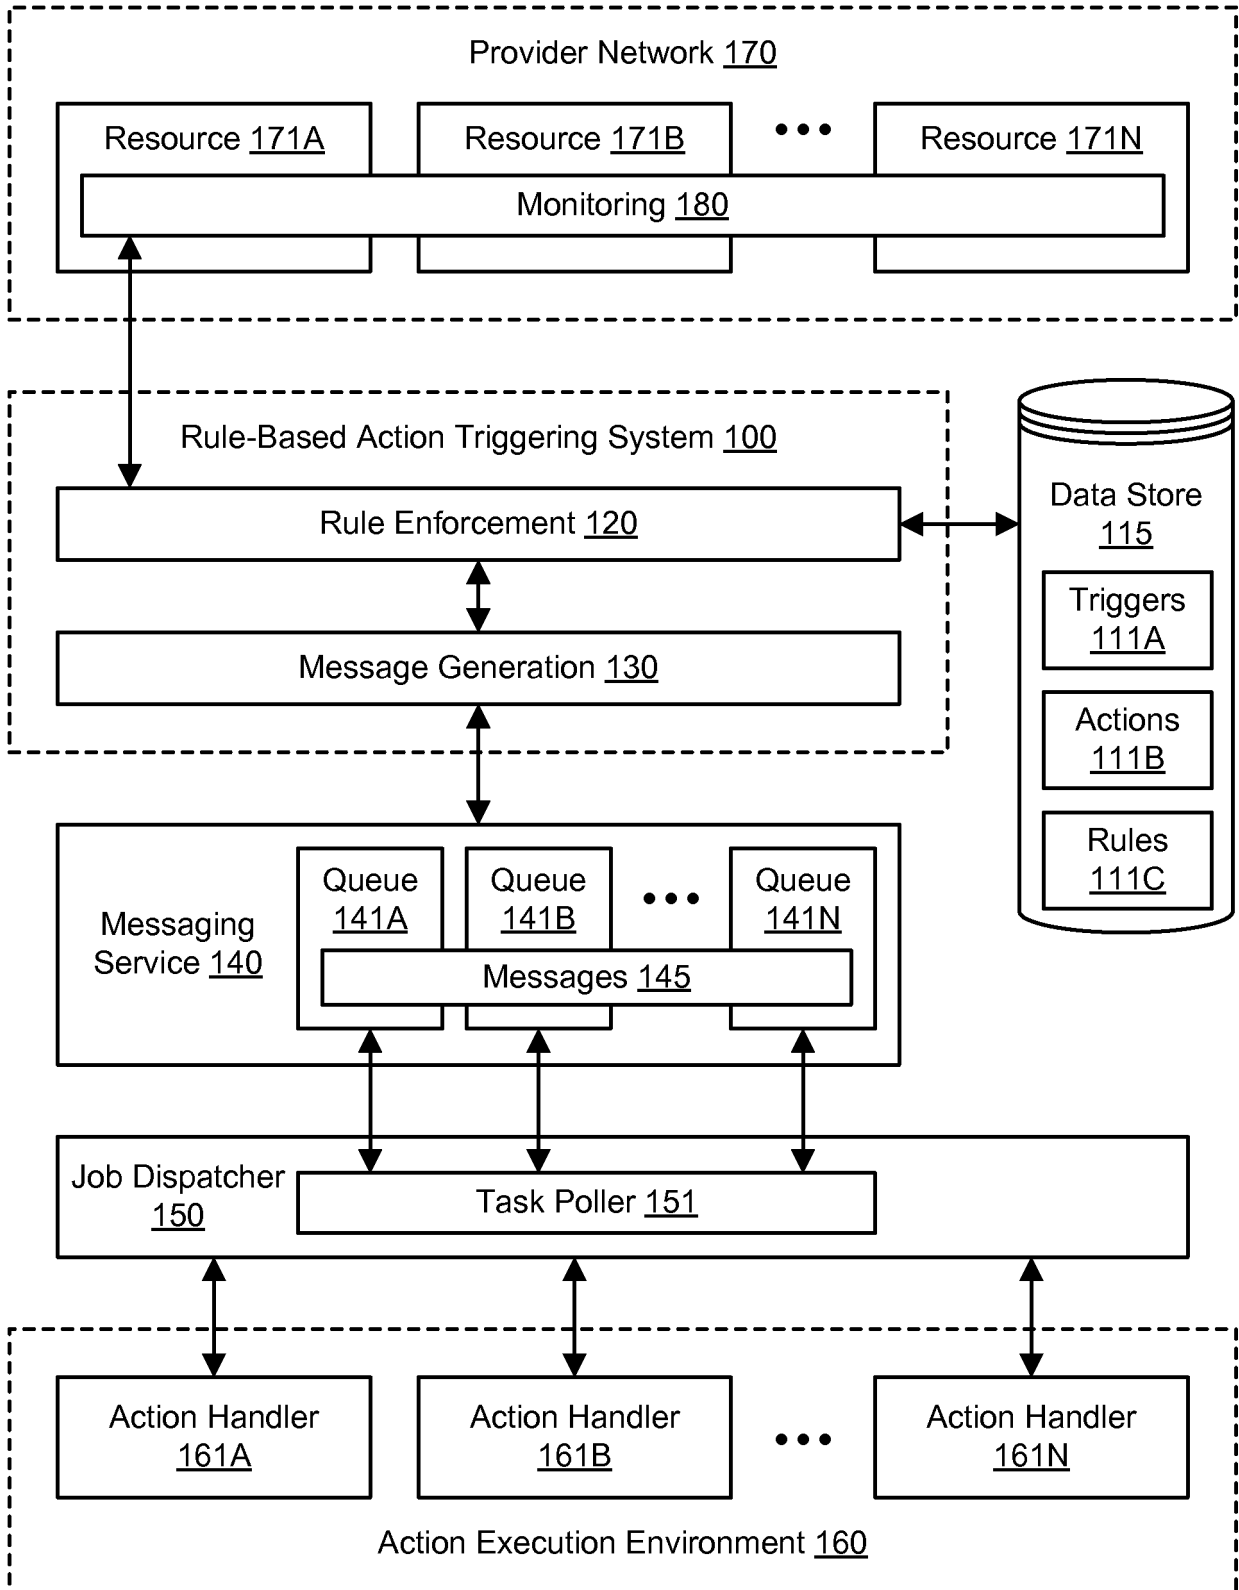 Provider Network 170
Resource 171A
Resource 171B
•••
Resource 171N
Monitoring 180
Rule-Based Action Triggering System 100
Rule Enforcement 120
Message Generation 130
Data Store
115
Triggers
111A
Actions
111B
Rules
111C
Messaging
Service 140
Queue
141A
Queue
141B
•••
Queue
141N
Messages 145
Job Dispatcher
150
Task Poller 151
Action Handler
161A
Action Handler
161B
•••
Action Handler
161N
Action Execution Environment 160